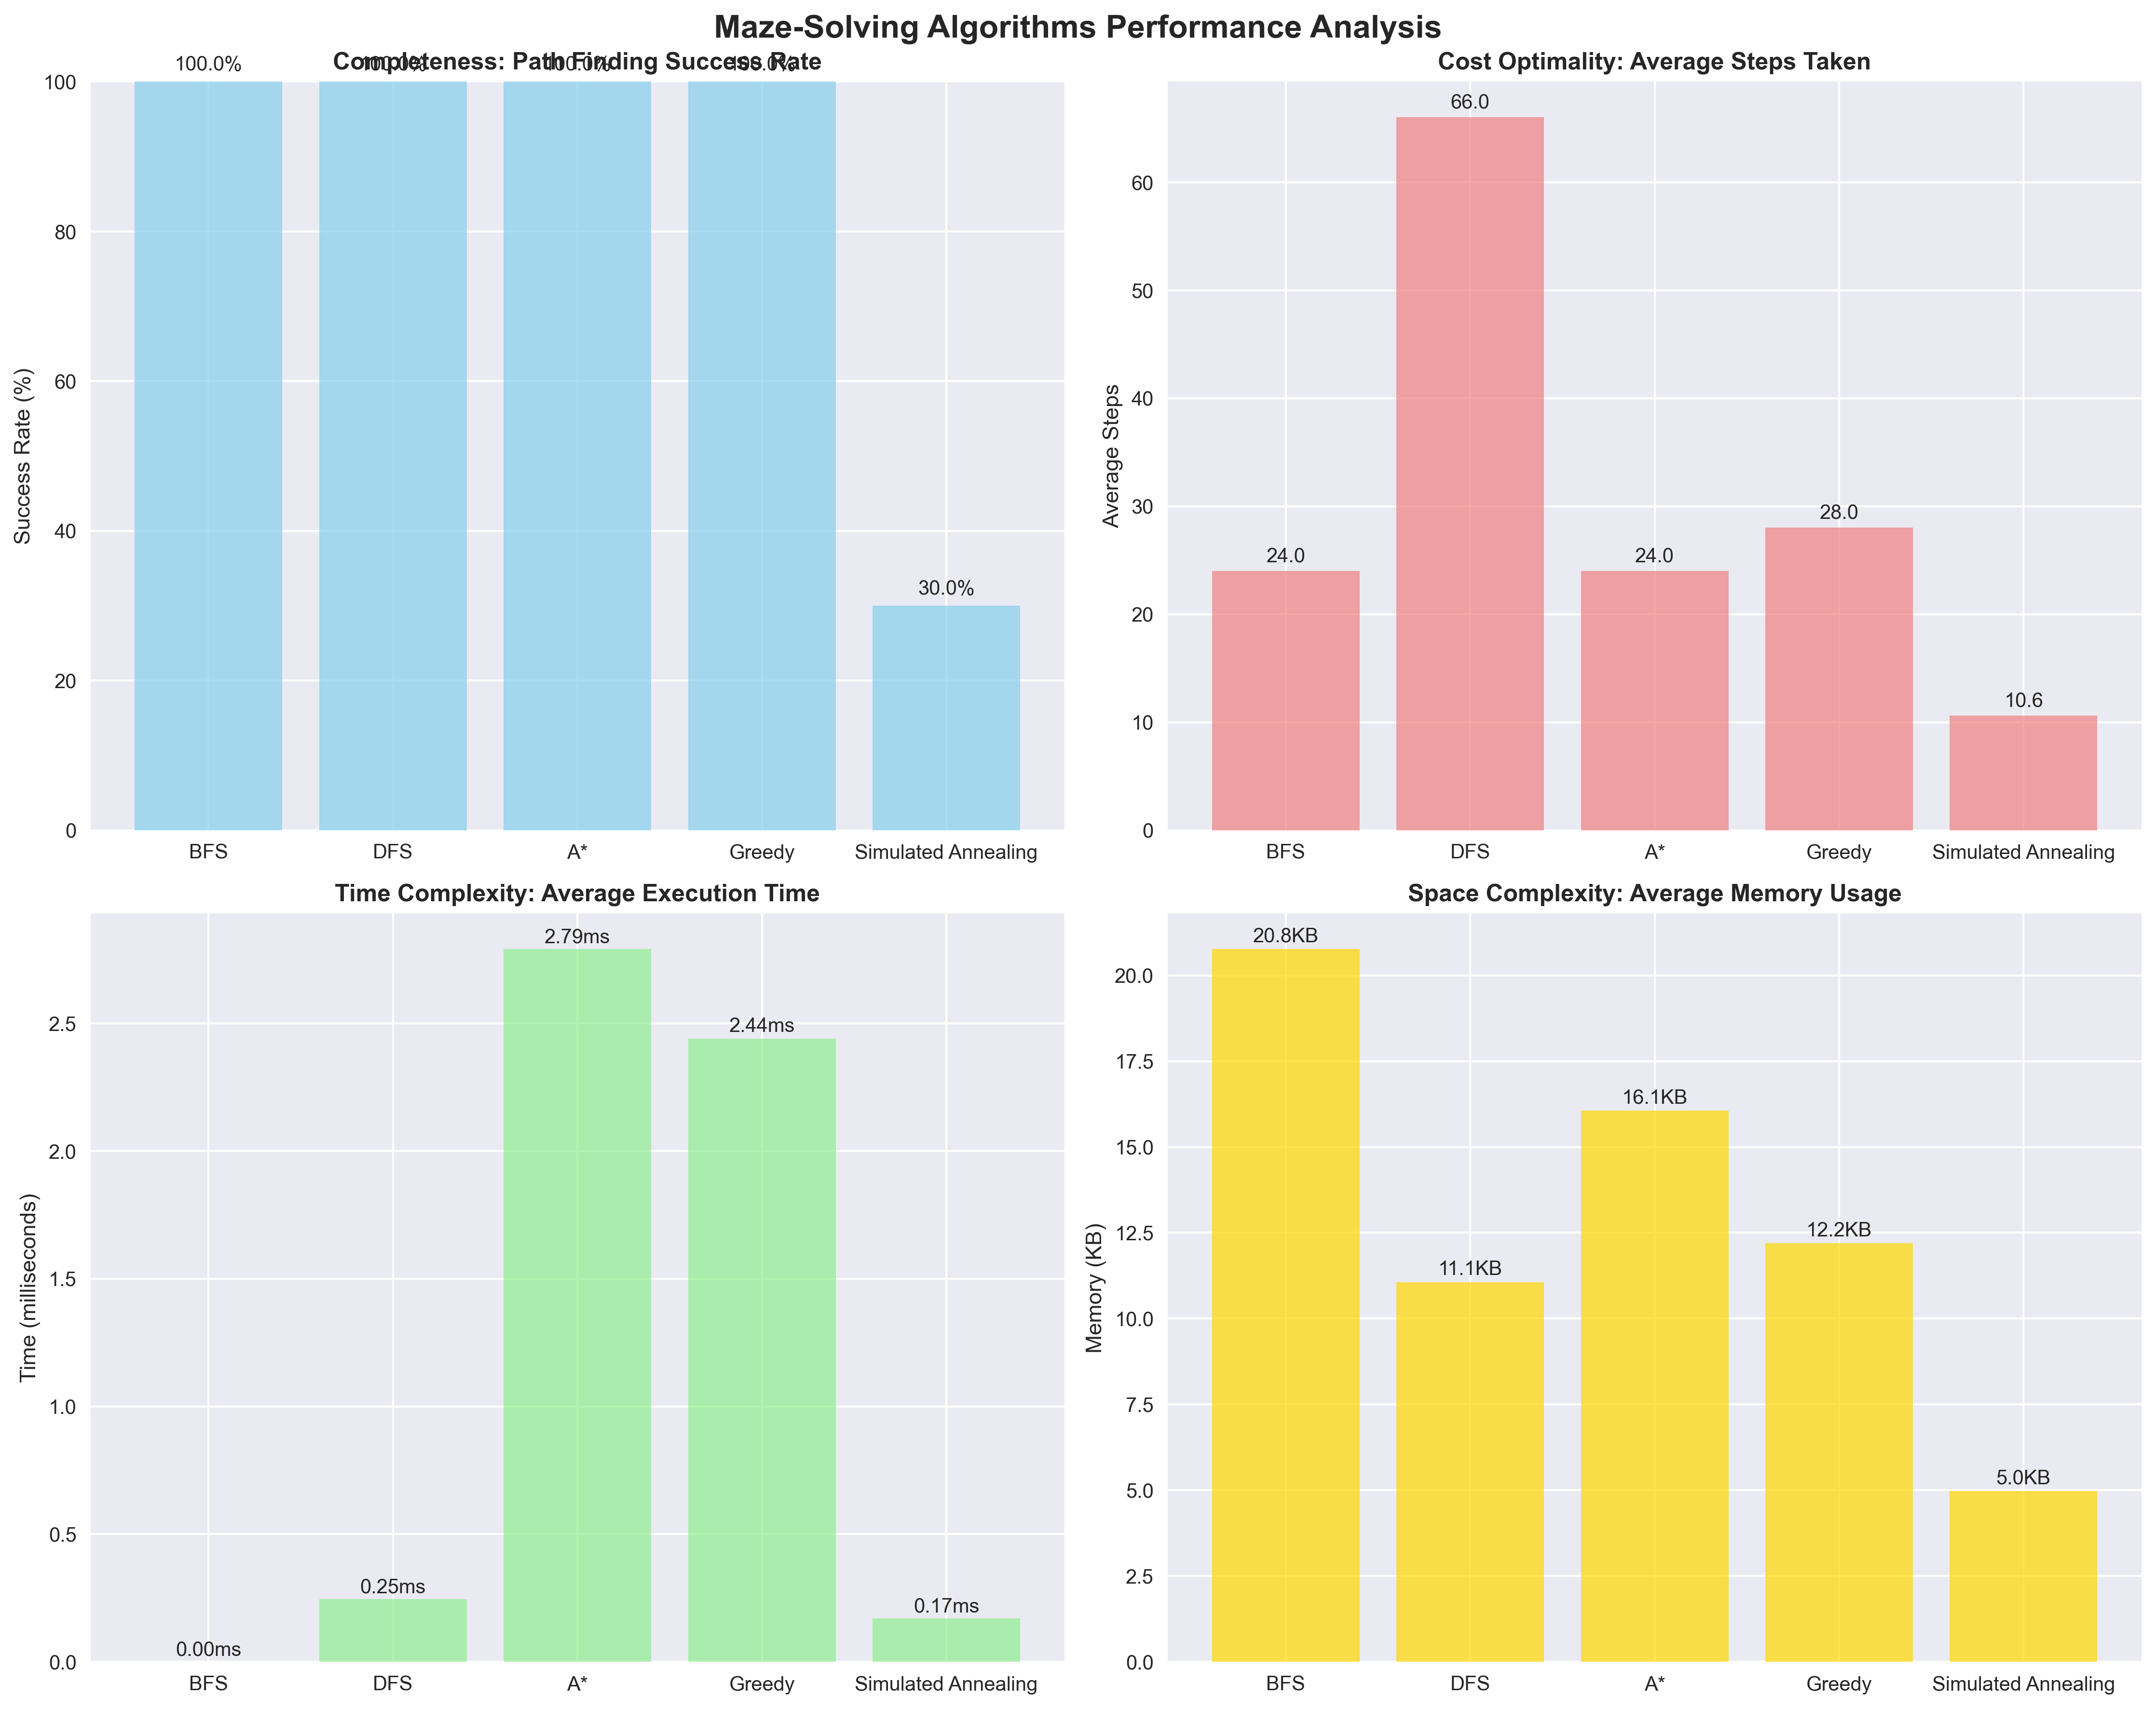 Maze-Solving Algorithms Performance Analysis
Completeness: Path Finding Success Rate
100.0%
100.0%
100.0%
100.0%
30.0%
Success Rate (%)
100
80
60
40
20
0
BFS
DFS
A*
Greedy
Simulated Annealing
Cost Optimality: Average Steps Taken
24.0
66.0
24.0
28.0
10.6
Average Steps
60
50
40
30
20
10
0
BFS
DFS
A*
Greedy
Simulated Annealing
Time Complexity: Average Execution Time
0.00ms
0.25ms
2.79ms
2.44ms
0.17ms
Time (milliseconds)
2.5
2.0
1.5
1.0
0.5
0.0
BFS
DFS
A*
Greedy
Simulated Annealing
Space Complexity: Average Memory Usage
20.8KB
11.1KB
16.1KB
12.2KB
5.0KB
Memory (KB)
20.0
17.5
15.0
12.5
10.0
7.5
5.0
2.5
0.0
BFS
DFS
A*
Greedy
Simulated Annealing